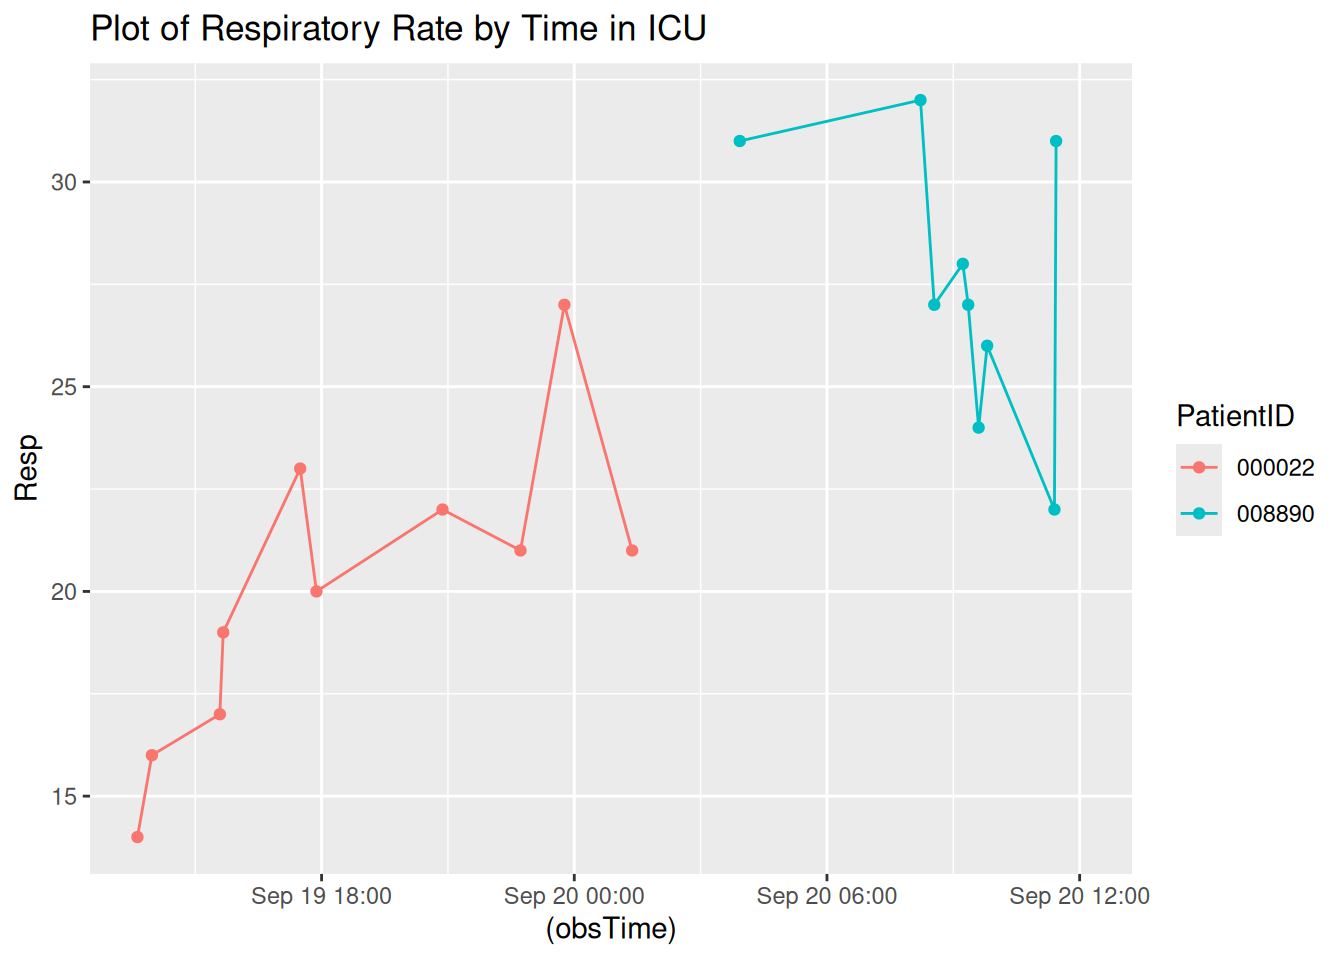 Plot of Respiratory Rate by Time in ICU
Resp
30
25
20
15
Sep 19 18:00
Sep 20 00:00
Sep 20 06:00
Sep 20 12:00
(obsTime)
PatientID
000022
008890